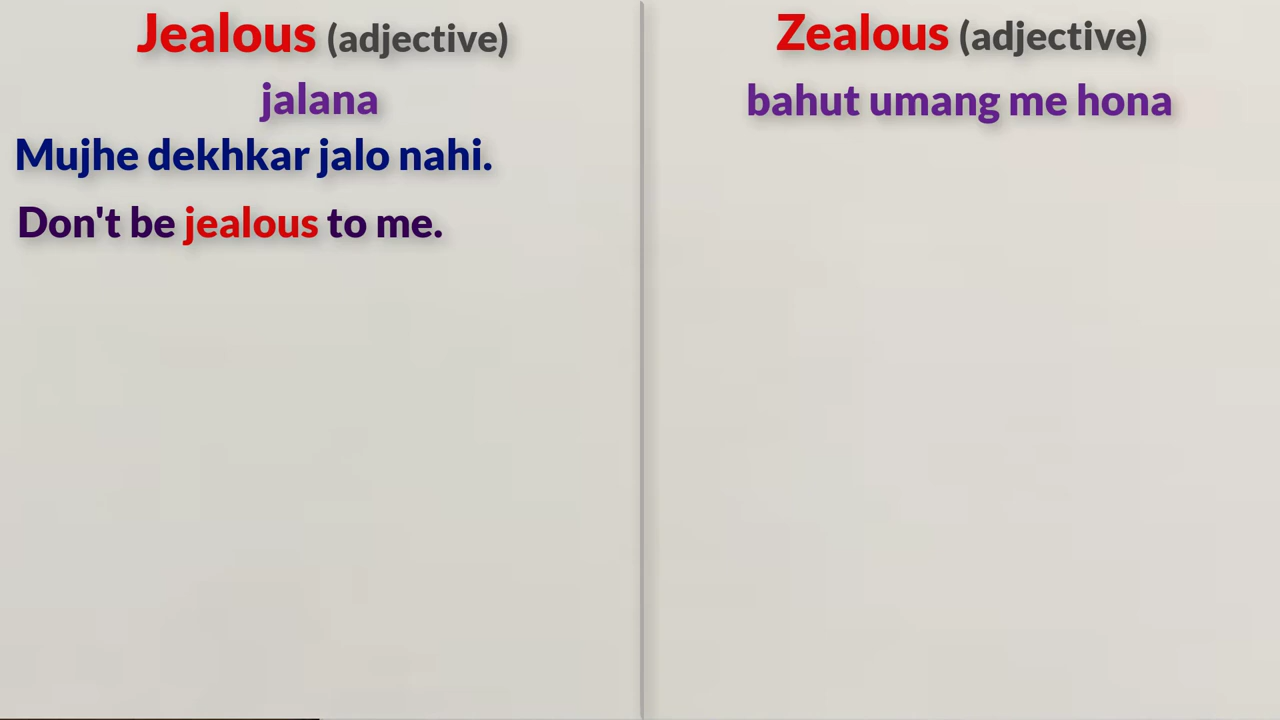 Jealous (adjective)
jalana
Mujhe dekhkar jalo nahi.
Don't be jealous to me.
Zealous (adjective)
bahut umang me hona